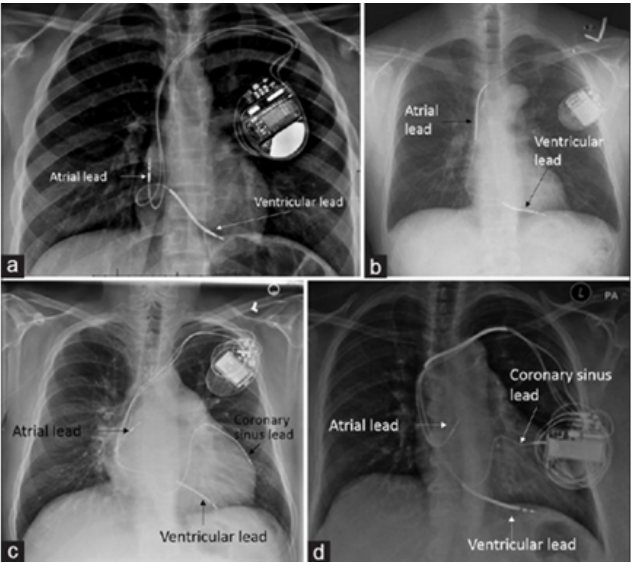 Atrial lead
Ventricular lead
a
Atrial
lead
Ventricular
lead
b
L
Atrial lead
Coronary
sinus lead
Ventricular lead
c
L
PA
Coronary sinus
lead
Atrial lead
Ventricular lead
d